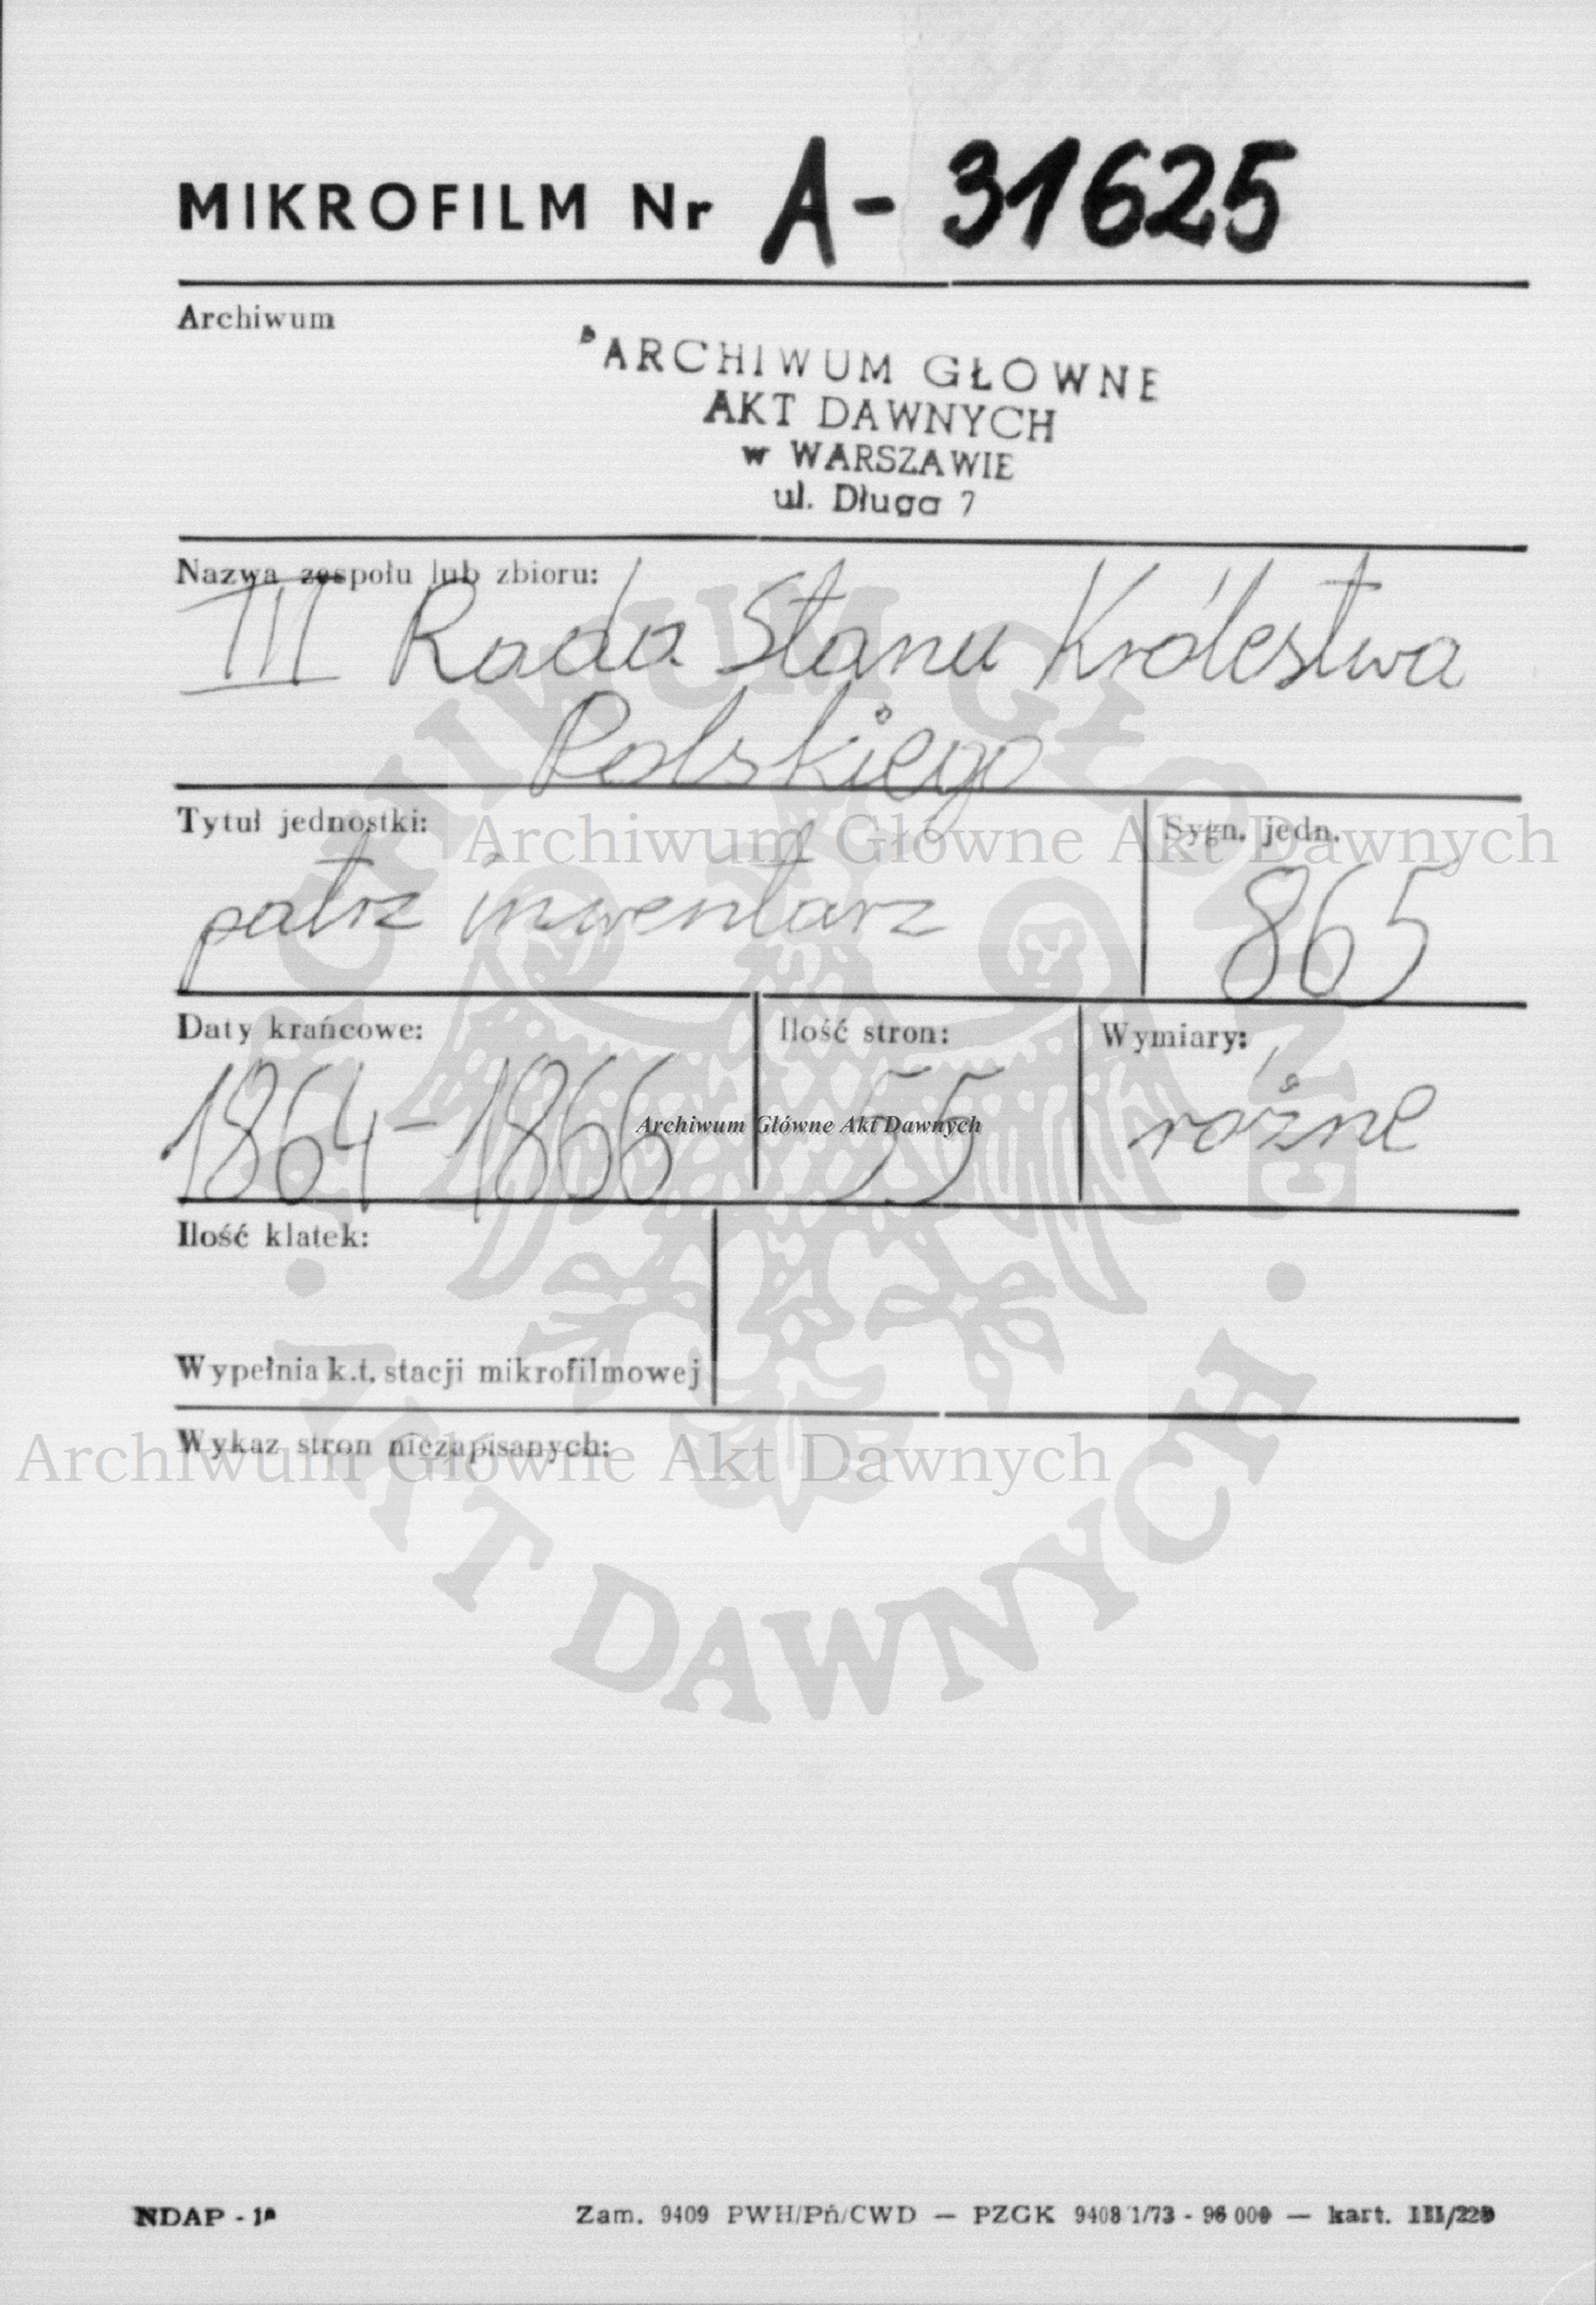 MIKROFILM Nr A- 31625
Archiwum
ARCHIWUM GŁOWNE
AKT DAWNYCH
w WARSZAWIE
ul. Długa 7
Nazwa zespołu lub zbioru:
III Rada Stanu Królestwa
Polskiego
Tytuł jednostki:
Sygn. jedn.
Archiwum Główne Akt Dawnych
patrz inwentarz
865
Daty krańcowe:
Ilość stron:
Wymiary:
1864-1866
55
różne
Archiwum Główne Akt Dawnych
Ilość klatek:
Wypełnia k.t. stacji mikrofilmowej
Wykaz stron niezapisanych:
Archiwum Główne Akt Dawnych
ARCHIWUM GŁÓWNE
· AKT DAWNYCH ·
NDAP - 1a
Zam. 9409 PWH/Pń/CWD — PZGK 9408 1/73 - 96 000 — kart. III/220